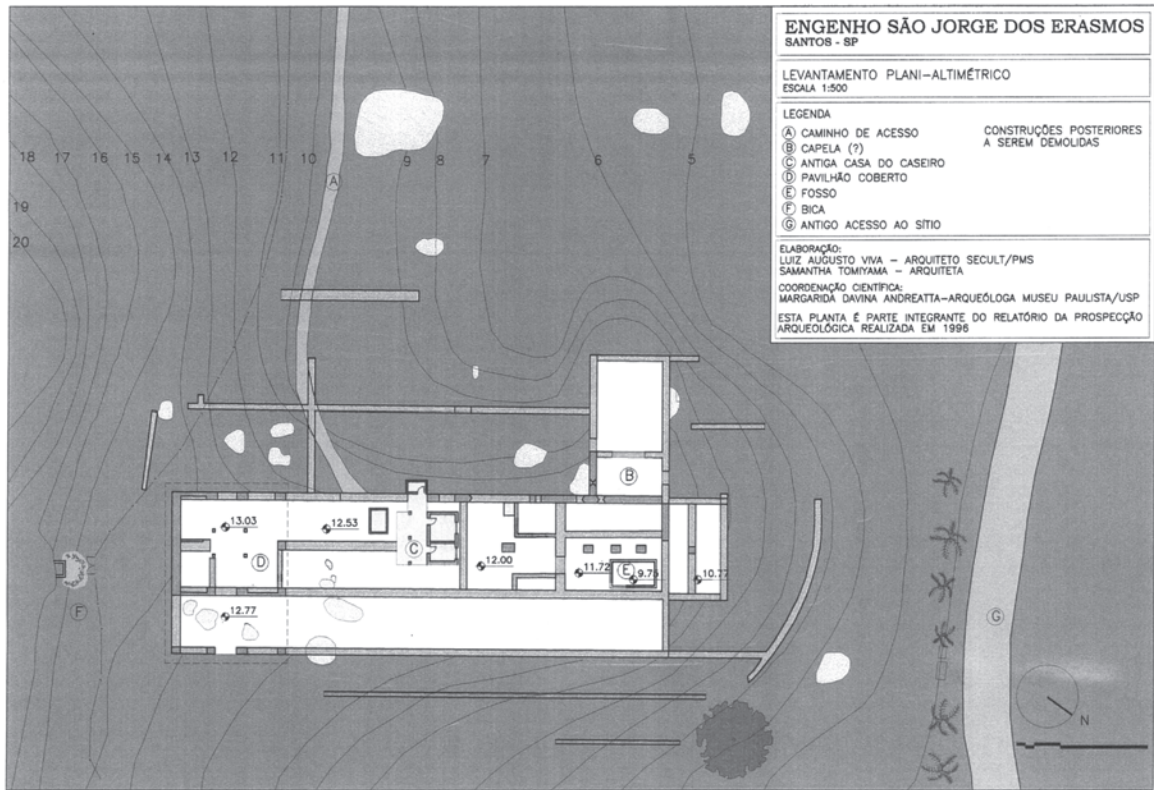 ENGENHO SÃO JORGE DOS ERASMOS
SANTOS - SP
LEVANTAMENTO PLANI-ALTIMÉTRICO
ESCALA 1:500
LEGENDA
A CAMINHO DE ACESSO
B CAPELA (?)
C ANTIGA CASA DO CASEIRO
D PAVILHÃO COBERTO
E FOSSO
F BICA
G ANTIGO ACESSO AO SÍTIO
CONSTRUÇÕES POSTERIORES
A SEREM DEMOLIDAS
ELABORAÇÃO:
LUIZ AUGUSTO VIVA - ARQUITETO SECULT/PMS
SAMANTHA TOMIYAMA - ARQUITETA
COORDENAÇÃO CIENTÍFICA:
MARGARIDA DAVINA ANDREATTA-ARQUEÓLOGA MUSEU PAULISTA/USP
ESTA PLANTA É PARTE INTEGRANTE DO RELATÓRIO DA PROSPECÇÃO
ARQUEOLÓGICA REALIZADA EM 1996
18 17 16 15 14 13 12 11 10 9 8 7 6 5
A
19
20
B
13.03
12.53
C
D
12.00
11.72
E
9.75
10.77
F
12.77
G
N